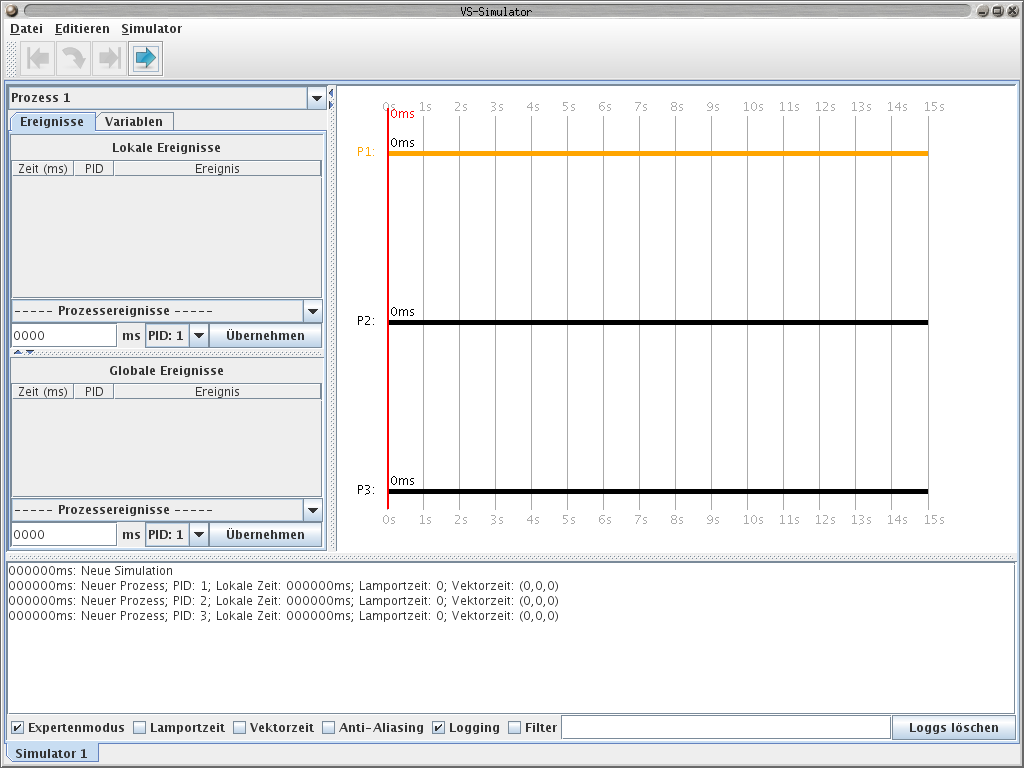 VS-Simulator
Datei Editieren Simulator
Prozess 1
Ereignisse Variablen
Lokale Ereignisse
Zeit (ms) PID Ereignis
----- Prozessereignisse -----
0000 ms PID: 1 Übernehmen
Globale Ereignisse
Zeit (ms) PID Ereignis
----- Prozessereignisse -----
0000 ms PID: 1 Übernehmen
0s 1s 2s 3s 4s 5s 6s 7s 8s 9s 10s 11s 12s 13s 14s 15s
0ms
0ms
P1:
0ms
P2:
0ms
P3:
0s 1s 2s 3s 4s 5s 6s 7s 8s 9s 10s 11s 12s 13s 14s 15s
000000ms: Neue Simulation
000000ms: Neuer Prozess; PID: 1; Lokale Zeit: 000000ms; Lamportzeit: 0; Vektorzeit: (0,0,0)
000000ms: Neuer Prozess; PID: 2; Lokale Zeit: 000000ms; Lamportzeit: 0; Vektorzeit: (0,0,0)
000000ms: Neuer Prozess; PID: 3; Lokale Zeit: 000000ms; Lamportzeit: 0; Vektorzeit: (0,0,0)
Expertenmodus Lamportzeit Vektorzeit Anti-Aliasing Logging Filter Loggs löschen
Simulator 1